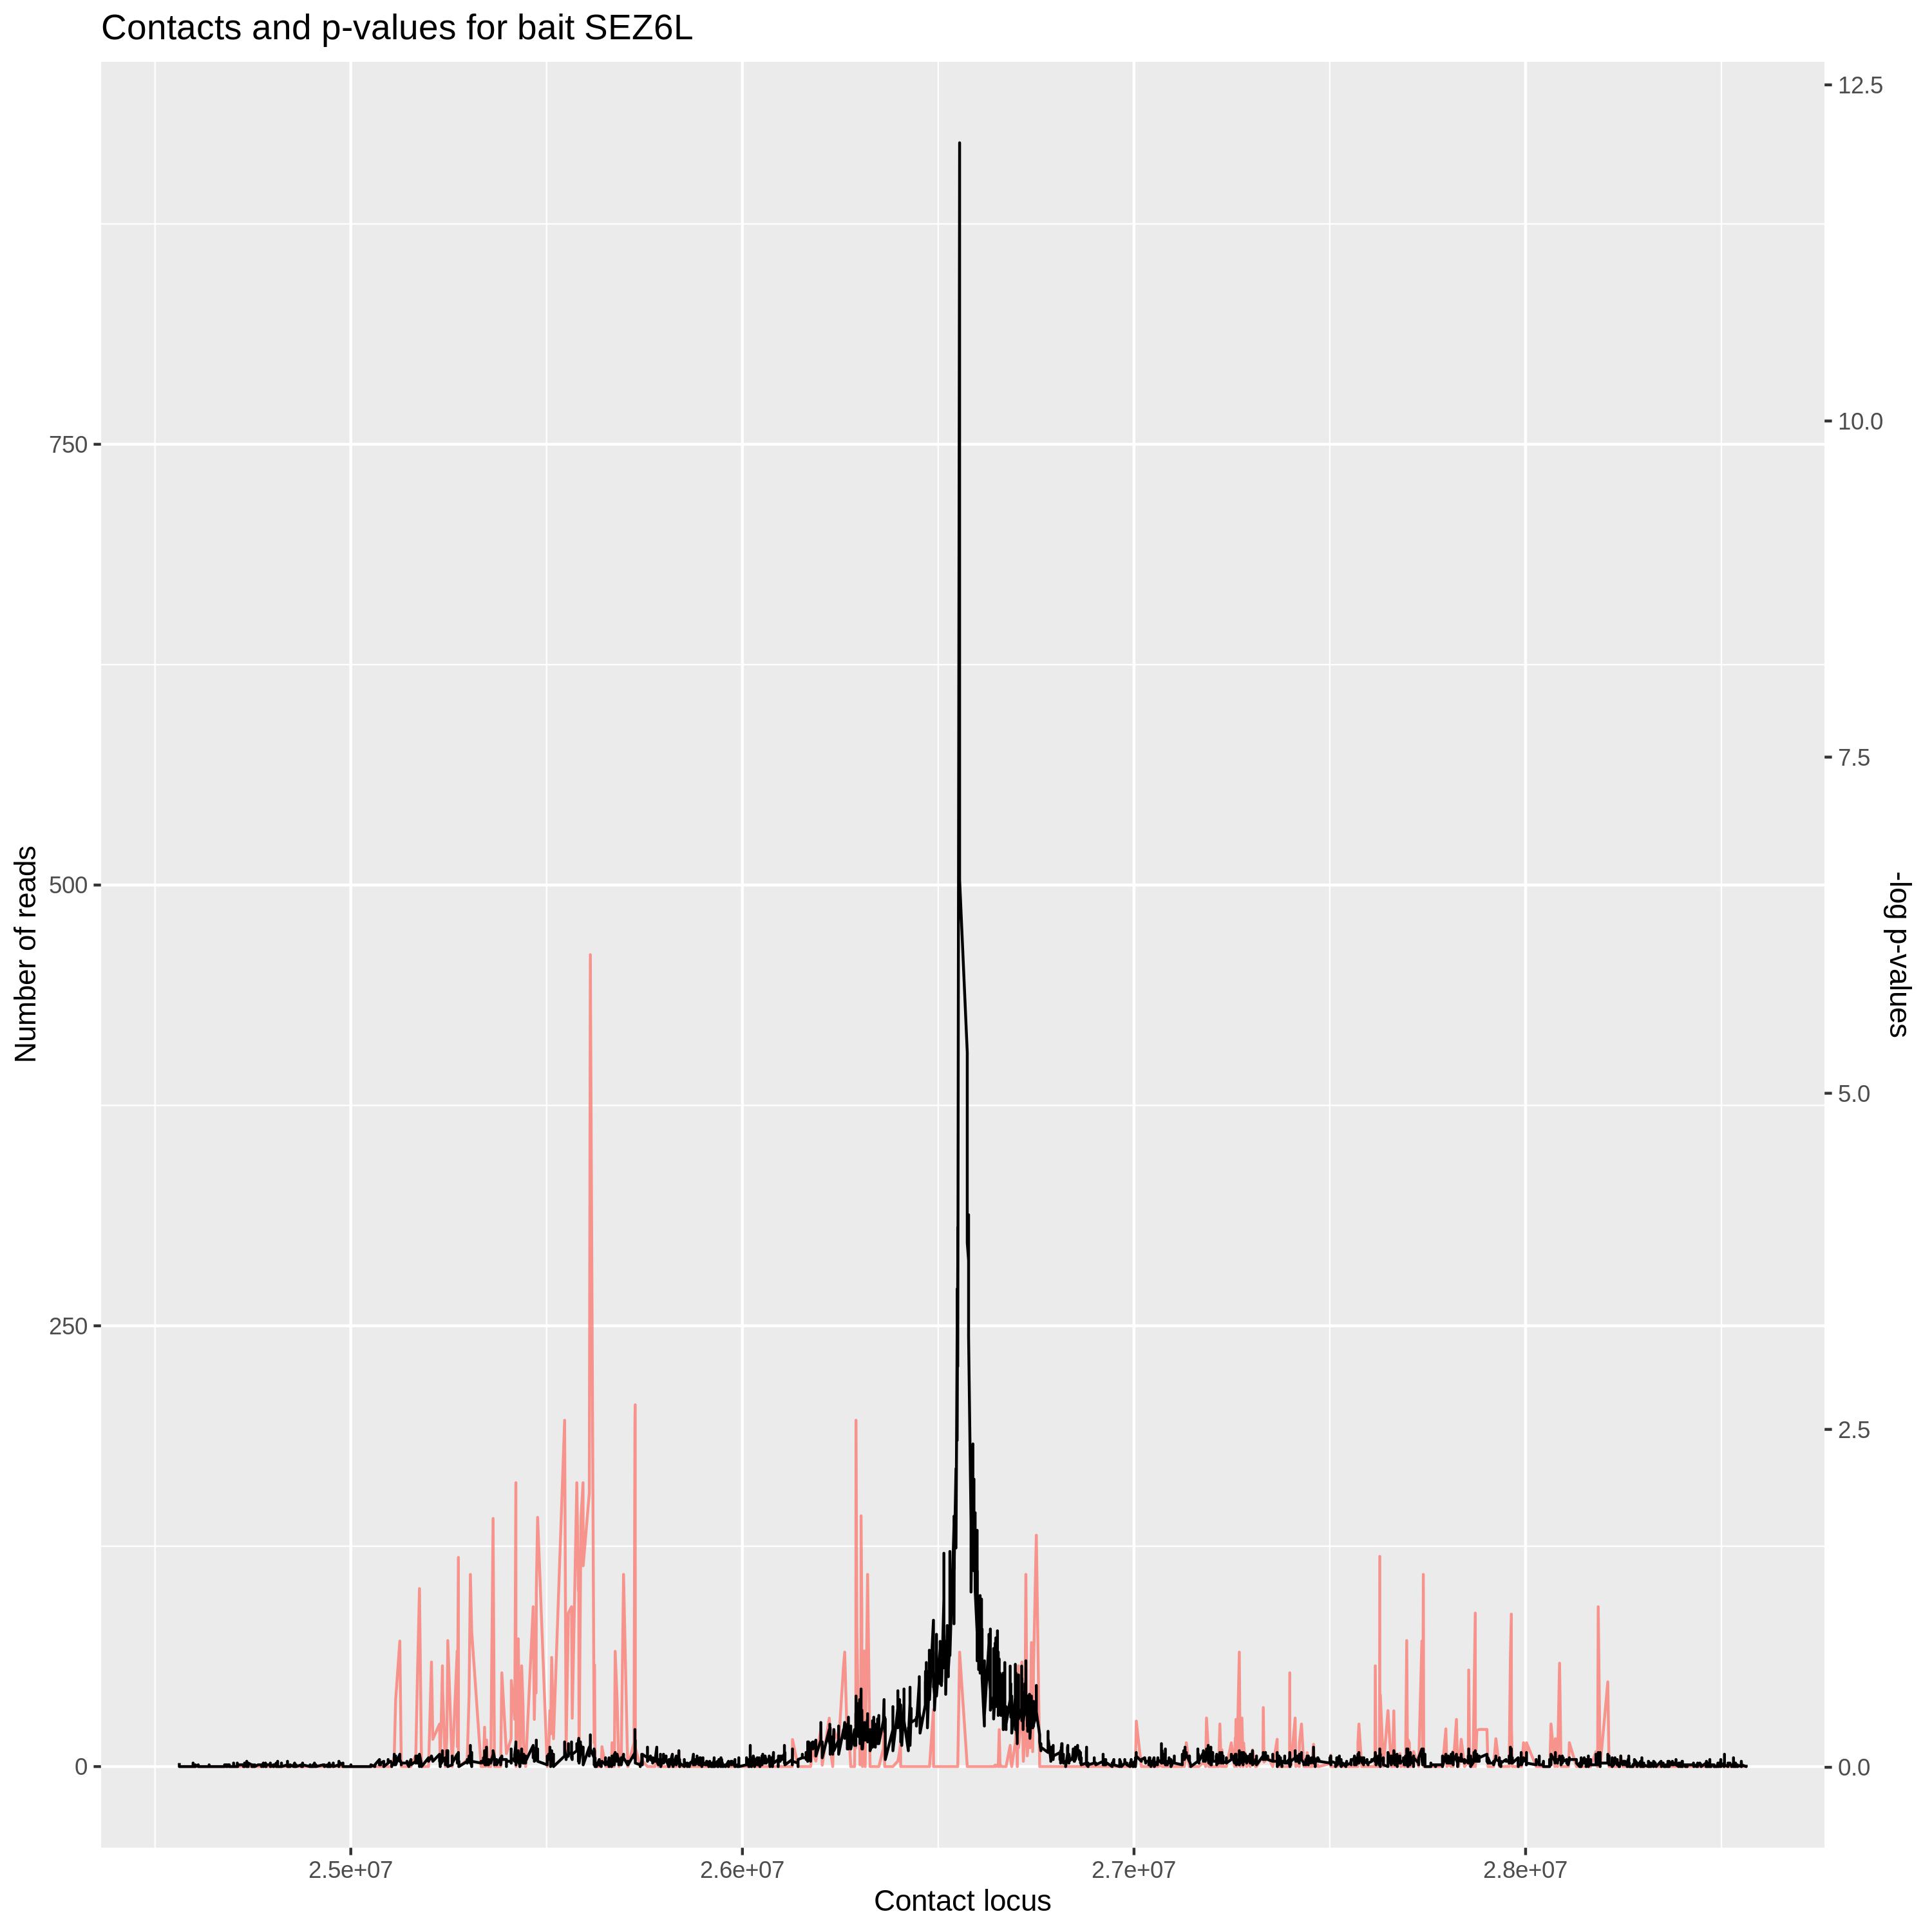 Contacts and p-values for bait SEZ6L
12.5
10.0
7.5
5.0
2.5
0.0
750
500
250
0
Number of reads
-log p-values
2.5e+07 2.6e+07 2.7e+07 2.8e+07
Contact locus